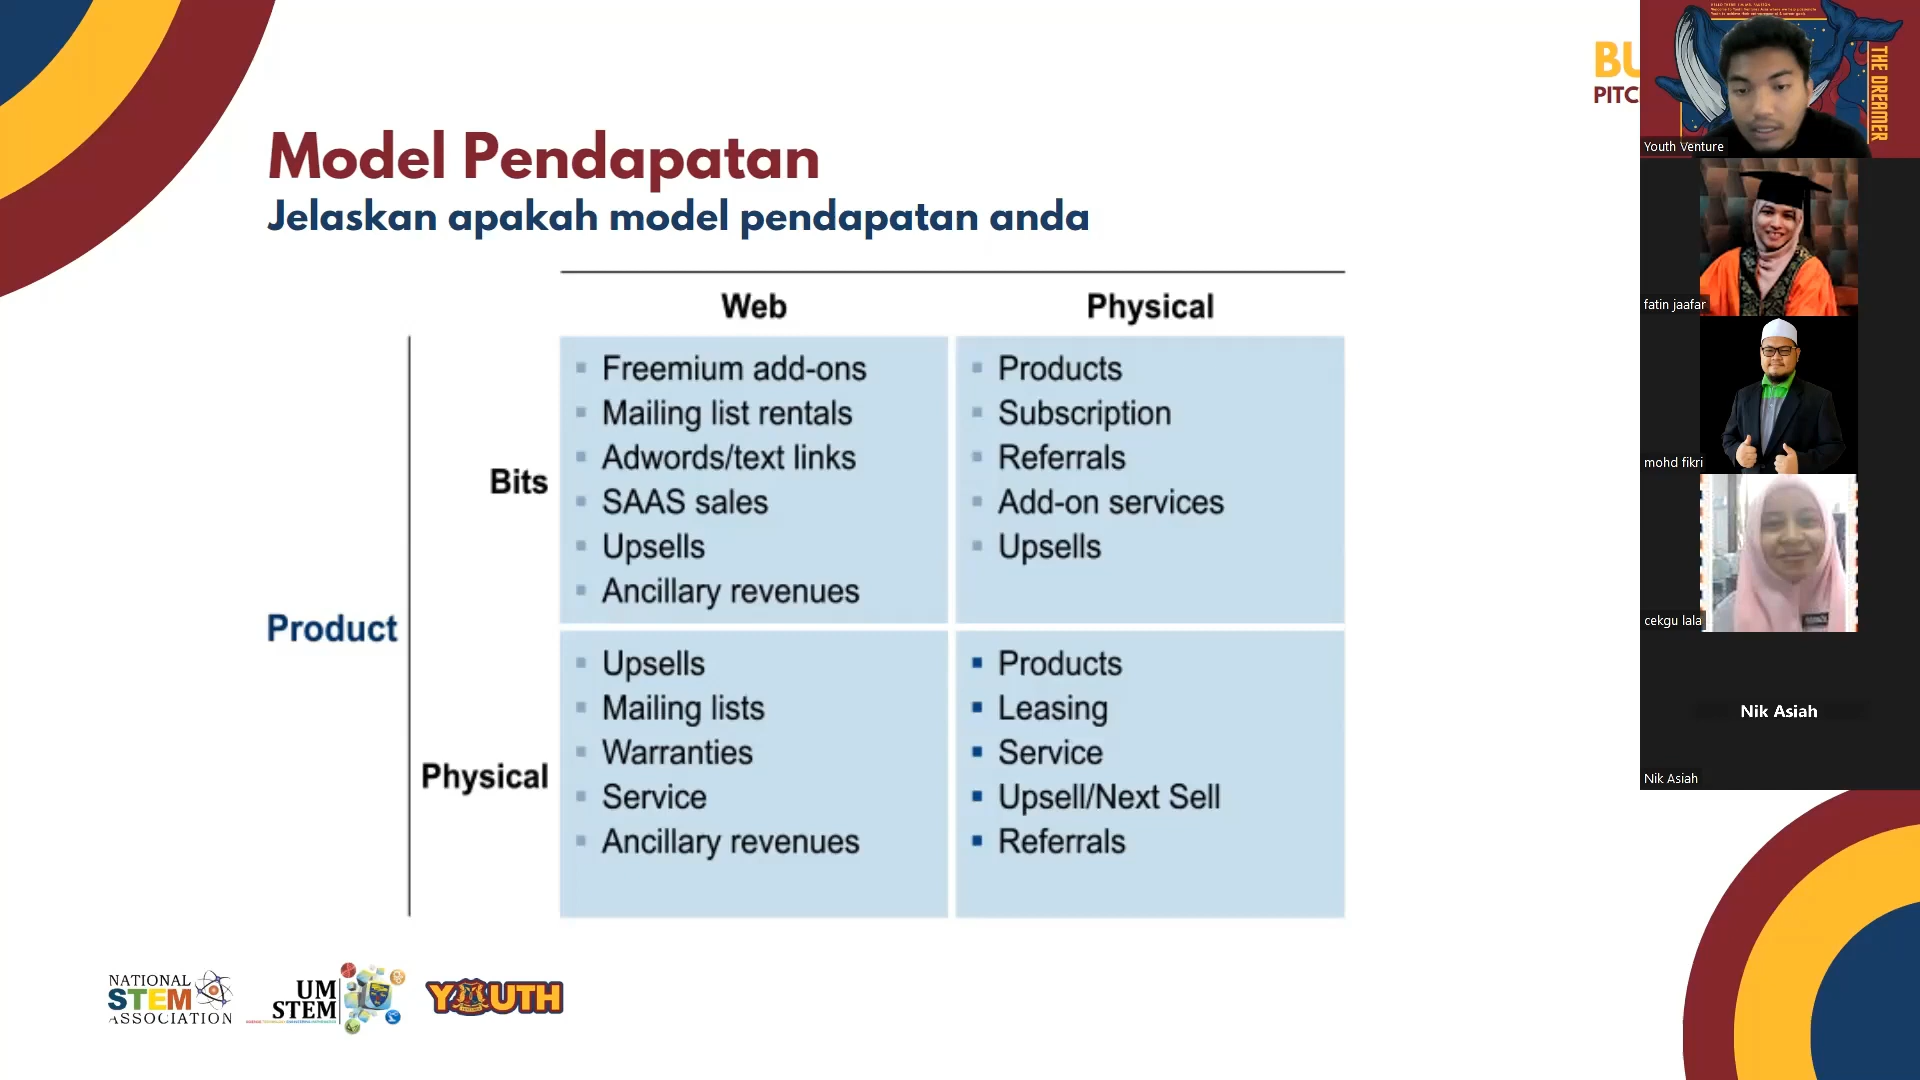 Model Pendapatan
Jelaskan apakah model pendapatan anda
Web
Physical
Product
Bits
Freemium add-ons
Mailing list rentals
Adwords/text links
SAAS sales
Upsells
Ancillary revenues
Products
Subscription
Referrals
Add-on services
Upsells
Physical
Upsells
Mailing lists
Warranties
Service
Ancillary revenues
Products
Leasing
Service
Upsell/Next Sell
Referrals
NATIONAL
STEM
ASSOCIATION
UM
STEM
YOUTH
THE DREAMER
Youth Venture
fatin jaafar
mohd fikri
cekgu lala
Nik Asiah
Nik Asiah